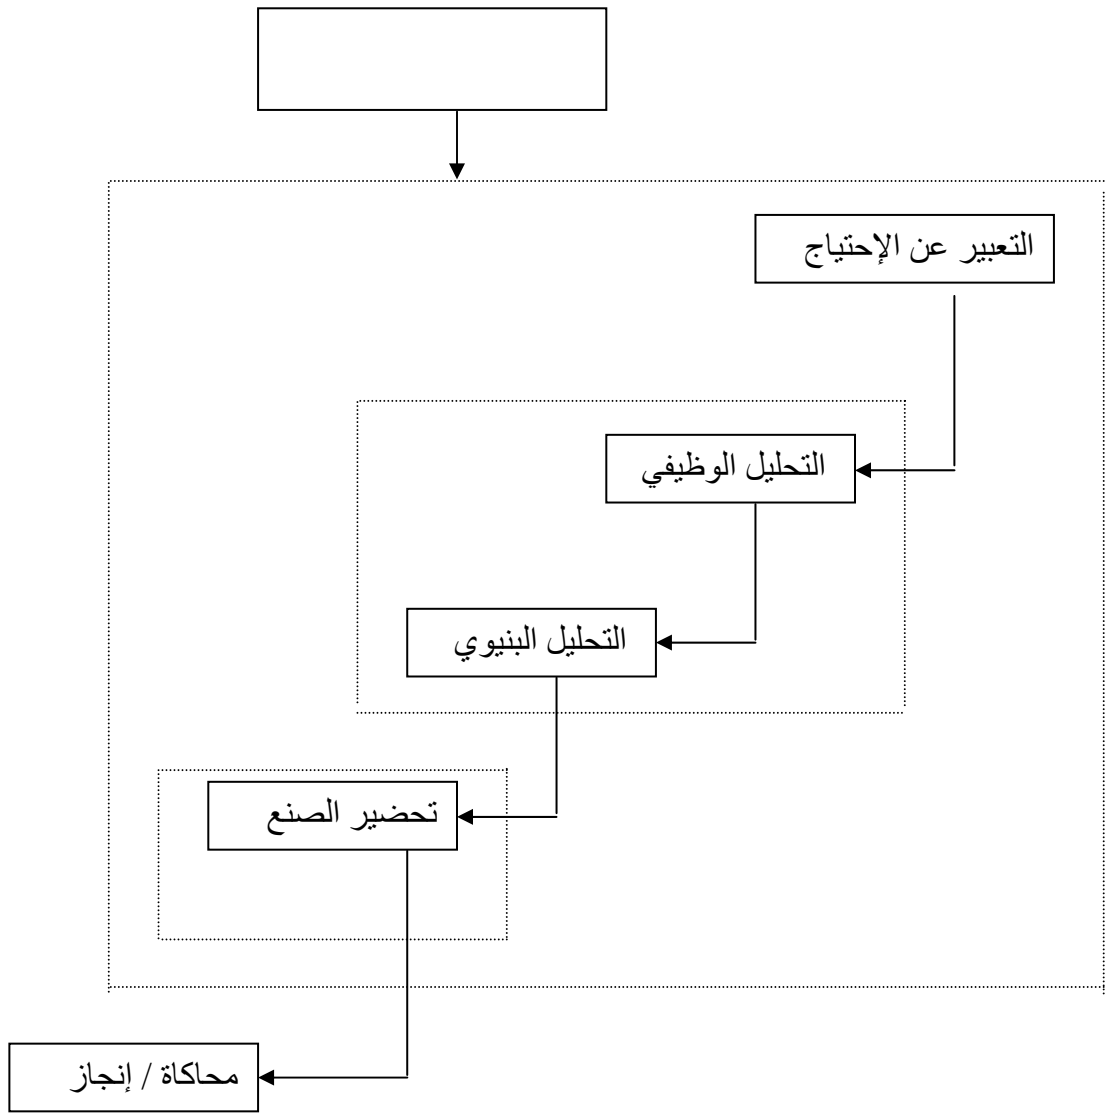 التعبير عن الإحتياج
التحليل الوظيفي
التحليل البنيوي
تحضير الصنع
محاكاة / إنجاز